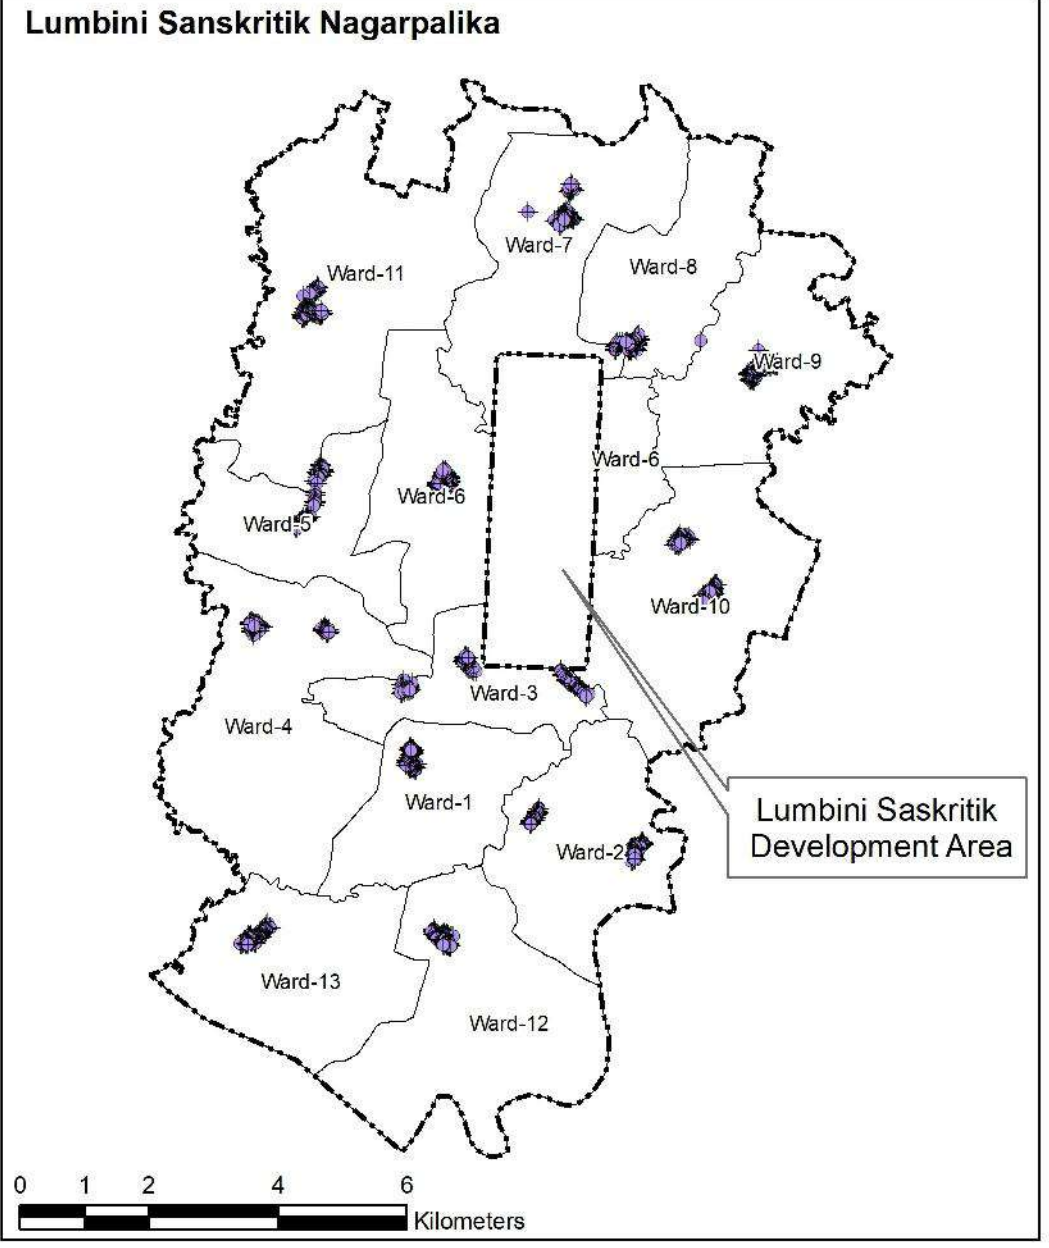 Lumbini Sanskritik Nagarpalika
Ward-7
Ward-8
Ward-11
Ward-9
Ward-6
Ward-6
Ward-5
Ward-10
Ward-3
Ward-4
Ward-1
Lumbini Saskritik
Development Area
Ward-2
Ward-13
Ward-12
0 1 2 4 6
Kilometers